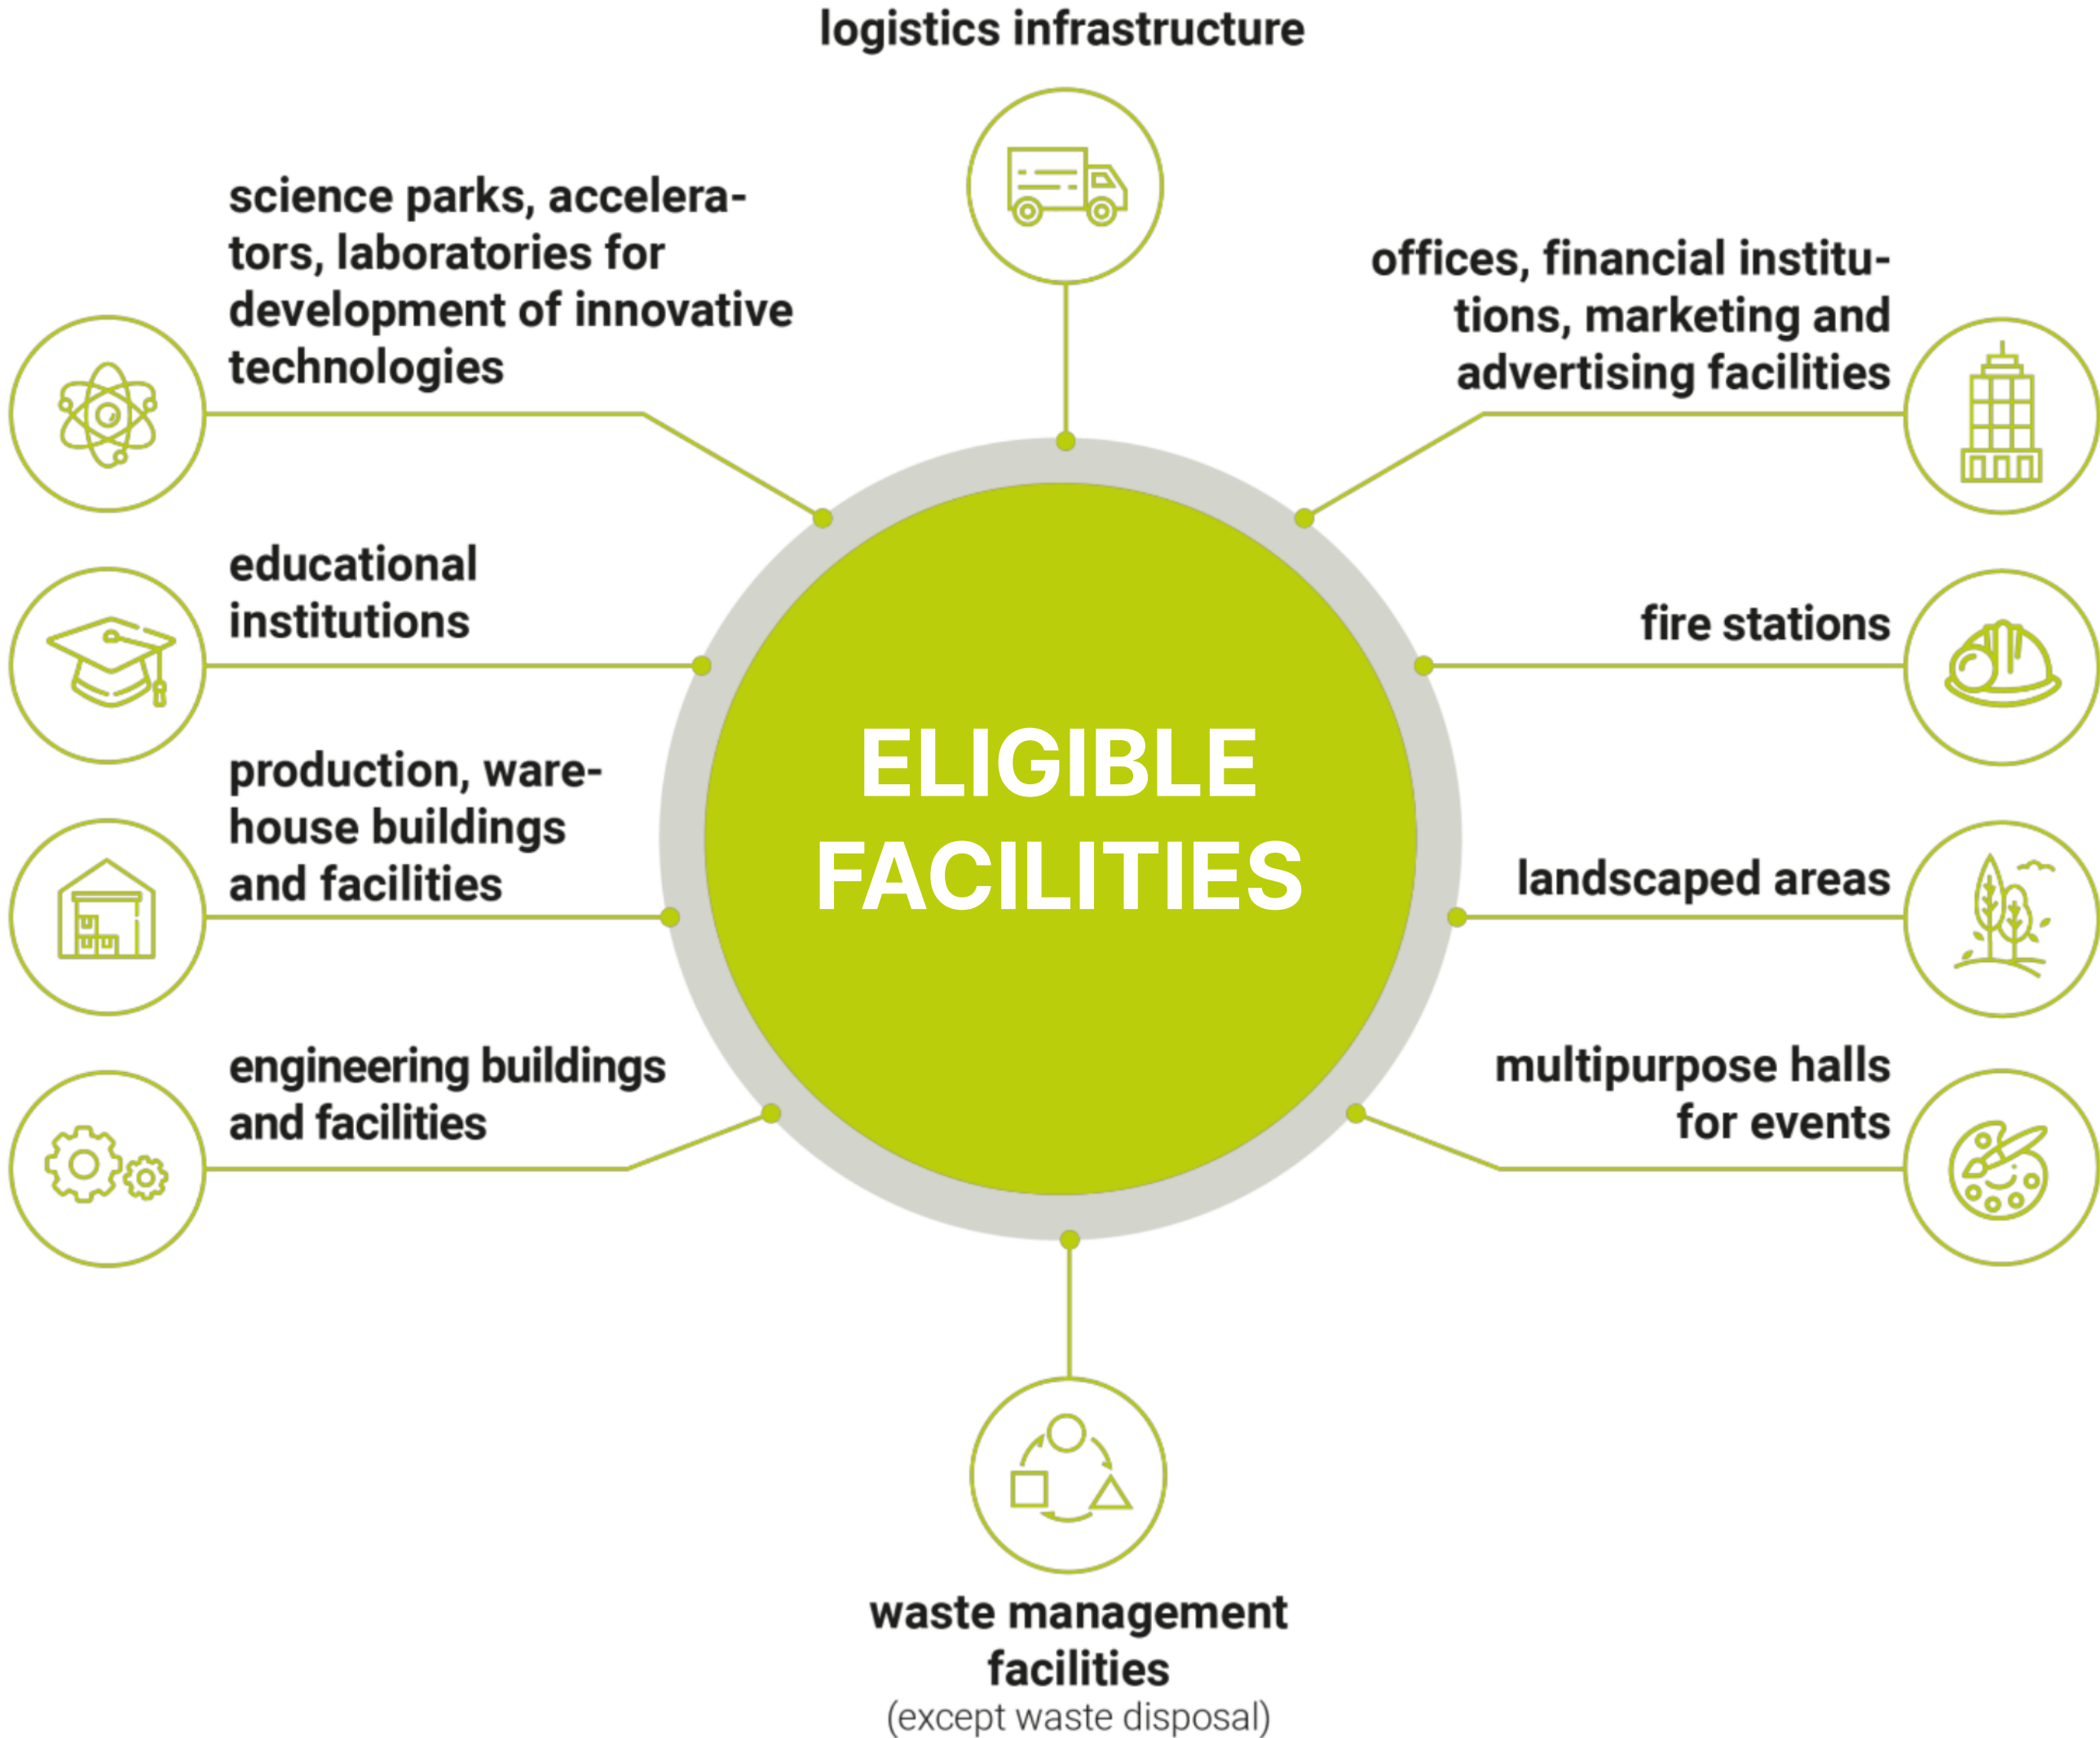 logistics infrastructure
science parks, accelera-
tors, laboratories for
development of innovative
technologies
offices, financial institu-
tions, marketing and
advertising facilities
educational
institutions
fire stations
production, ware-
house buildings
and facilities
ELIGIBLE
FACILITIES
landscaped areas
engineering buildings
and facilities
multipurpose halls
for events
waste management
facilities
(except waste disposal)